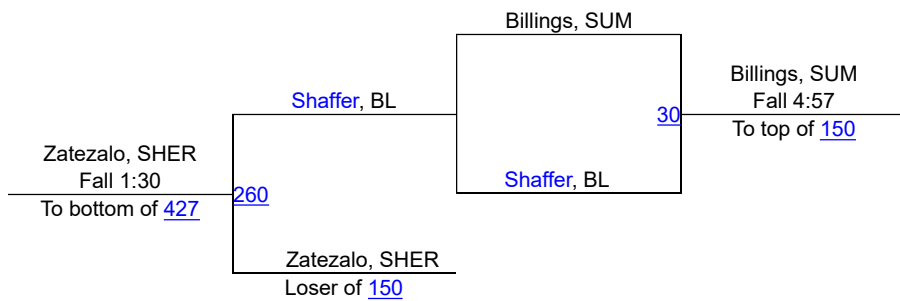 Billings, SUM
Billings, SUM
Fall 4:57
Shaffer, BL
30
To top of 150
Zatezalo, SHER
Fall 1:30
Shaffer, BL
260
To bottom of 427
Zatezalo, SHER
Loser of 150